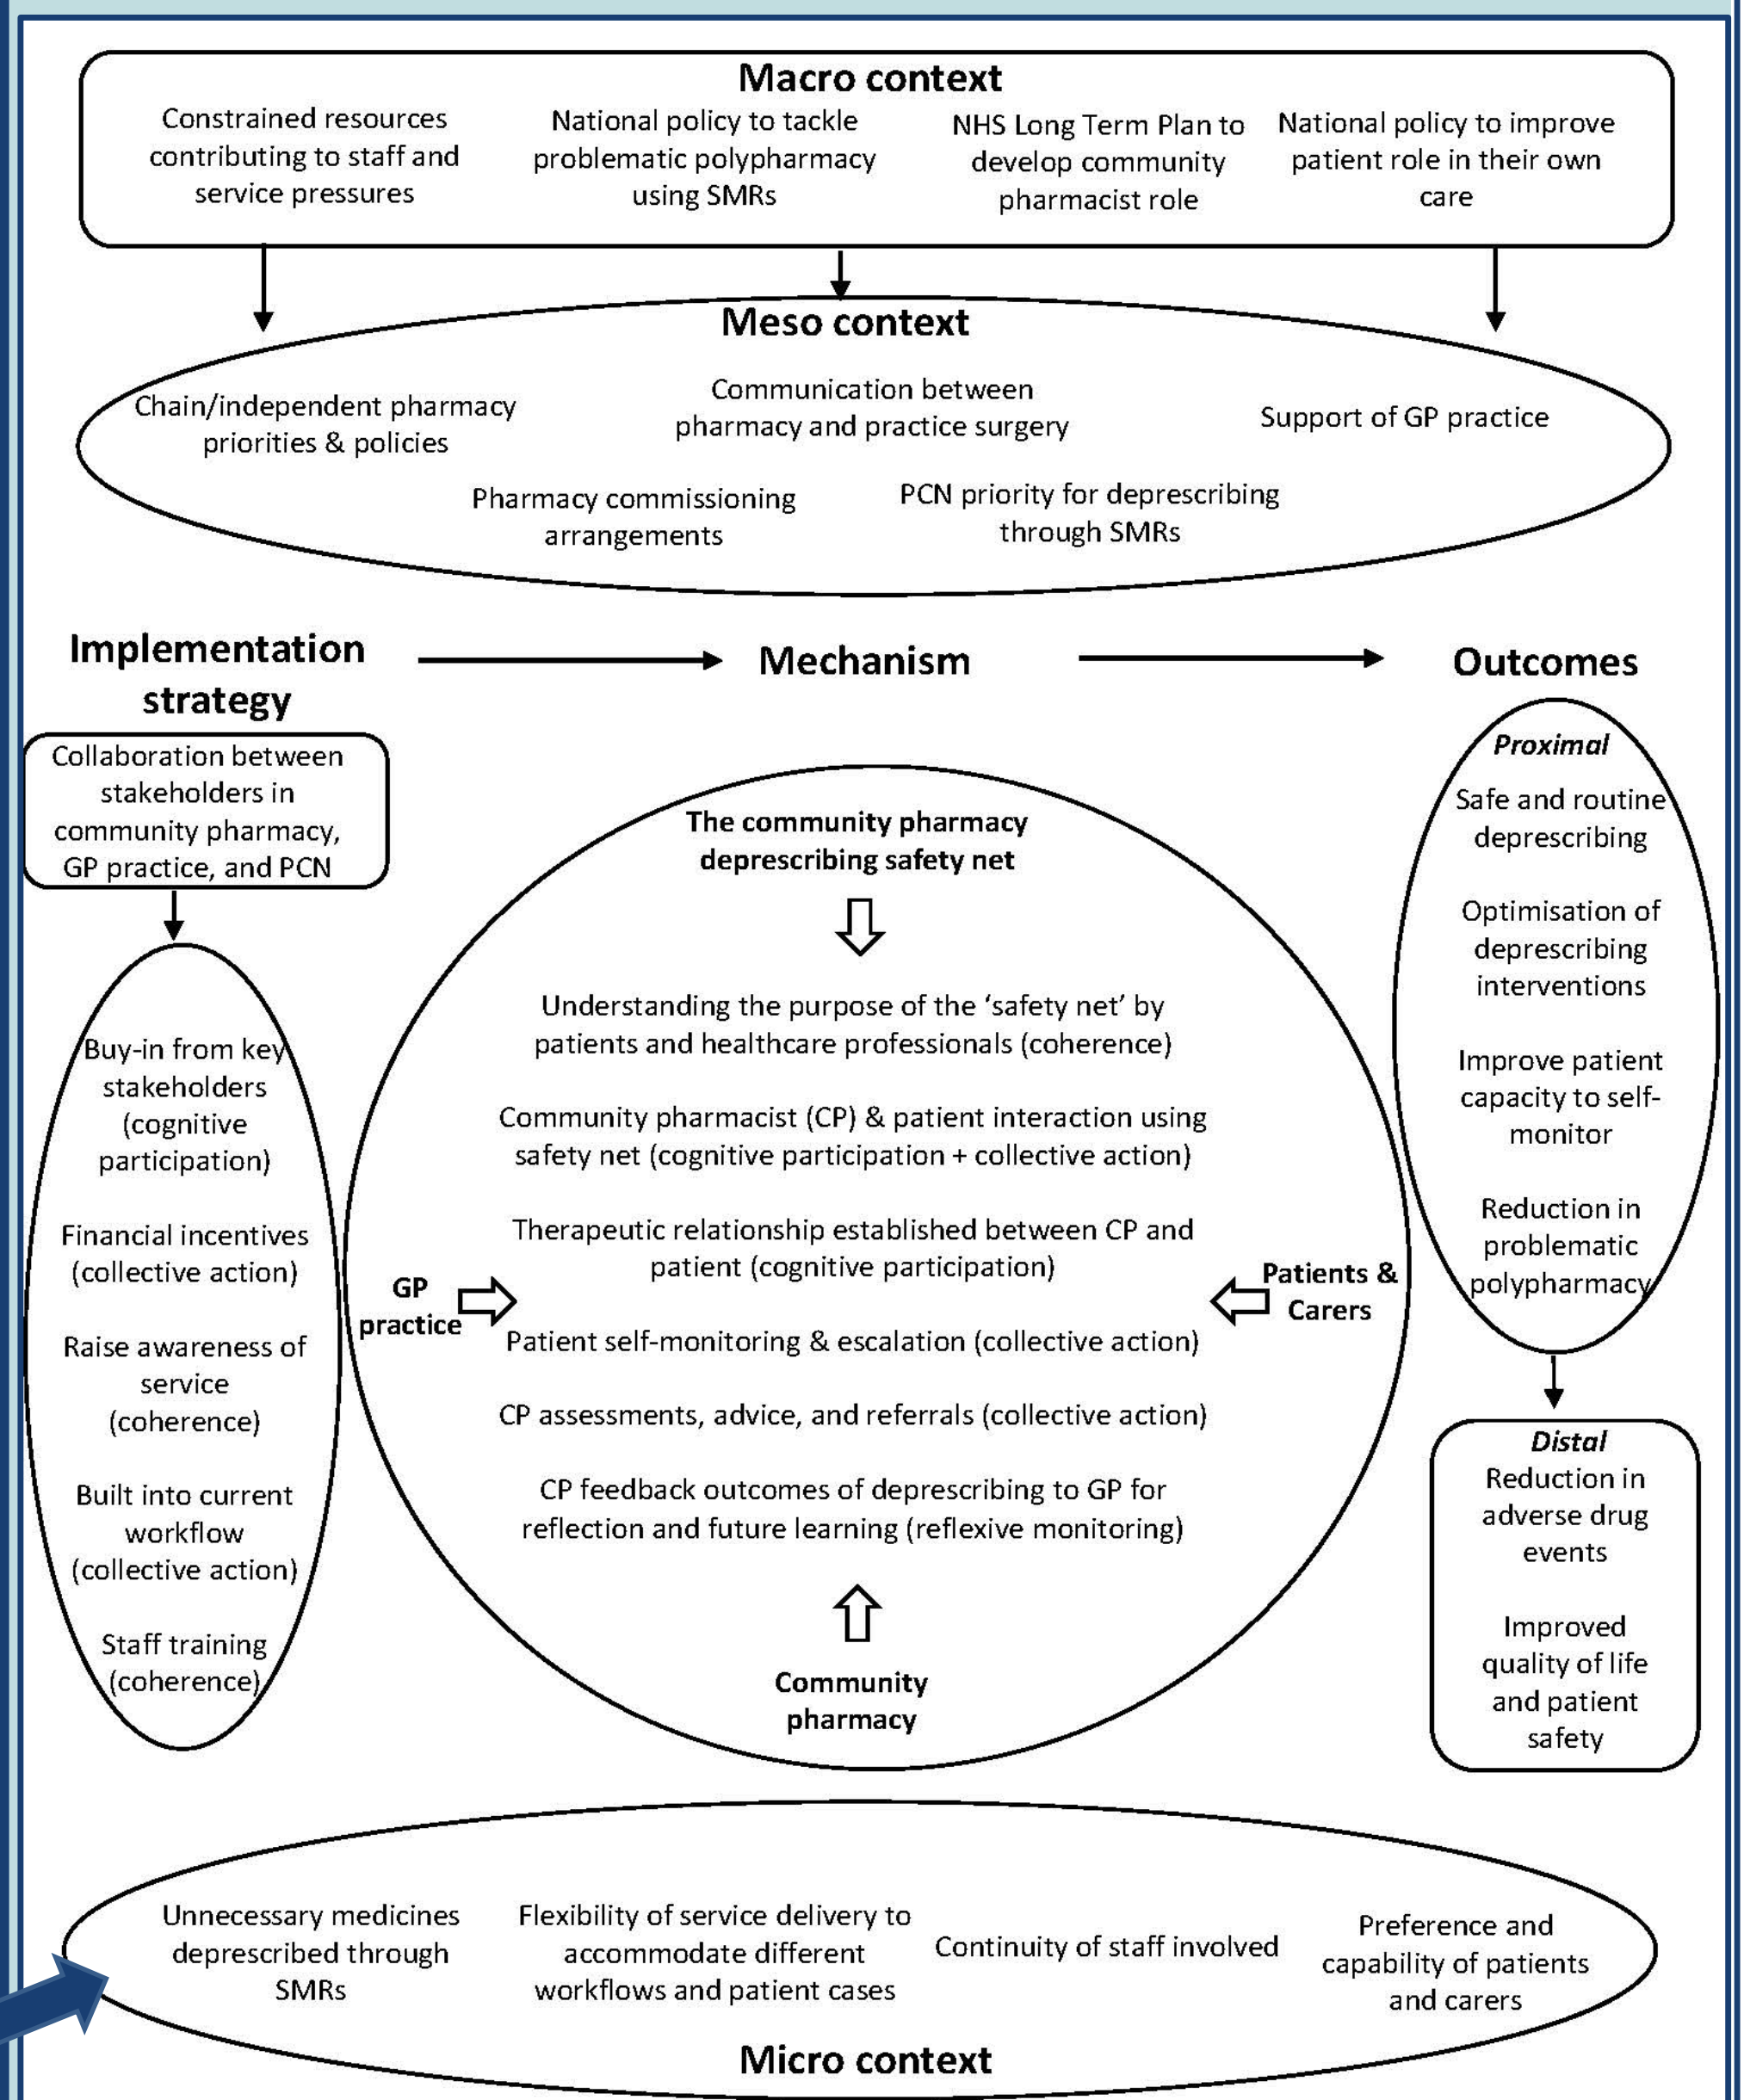 Macro context
Constrained resources
contributing to staff and
service pressures
National policy to tackle
problematic polypharmacy
using SMRs
NHS Long Term Plan to
develop community
pharmacist role
National policy to improve
patient role in their own
care
Meso context
Chain/independent pharmacy
priorities & policies
Communication between
pharmacy and practice surgery
Support of GP practice
Pharmacy commissioning
arrangements
PCN priority for deprescribing
through SMRs
Implementation
strategy
Mechanism
Outcomes
Collaboration between
stakeholders in
community pharmacy,
GP practice, and PCN
Buy-in from key
stakeholders
(cognitive
participation)
Financial incentives
(collective action)
Raise awareness of
service
(coherence)
Built into current
workflow
(collective action)
Staff training
(coherence)
The community pharmacy
deprescribing safety net
Understanding the purpose of the ‘safety net’ by
patients and healthcare professionals (coherence)
Community pharmacist (CP) & patient interaction using
safety net (cognitive participation + collective action)
Therapeutic relationship established between CP and
patient (cognitive participation)
GP
practice
Patients &
Carers
Patient self-monitoring & escalation (collective action)
CP assessments, advice, and referrals (collective action)
CP feedback outcomes of deprescribing to GP for
reflection and future learning (reflexive monitoring)
Community
pharmacy
Proximal
Safe and routine
deprescribing
Optimisation of
deprescribing
interventions
Improve patient
capacity to self-
monitor
Reduction in
problematic
polypharmacy
Distal
Reduction in
adverse drug
events
Improved
quality of life
and patient
safety
Unnecessary medicines
deprescribed through
SMRs
Flexibility of service delivery to
accommodate different
workflows and patient cases
Continuity of staff involved
Preference and
capability of patients
and carers
Micro context